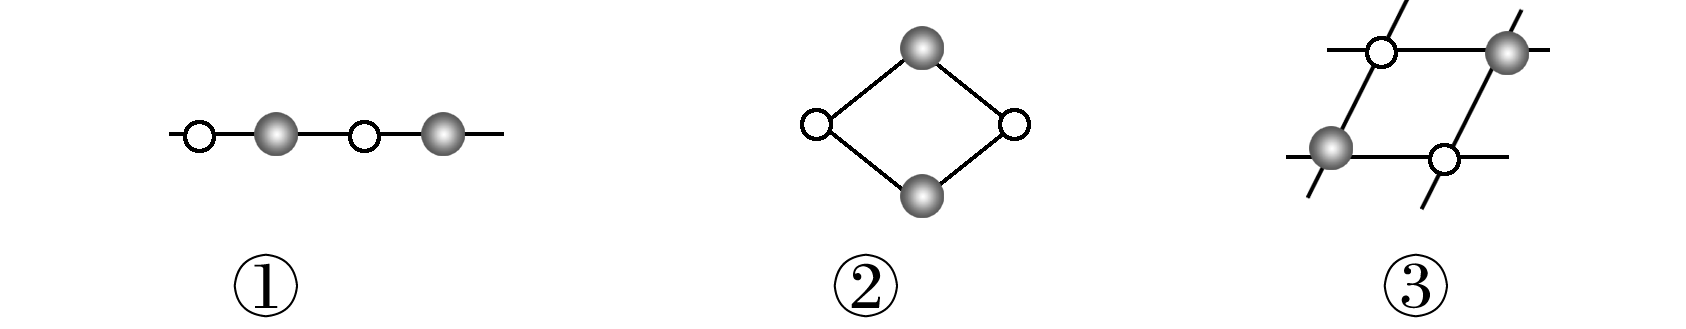 ① ② ③